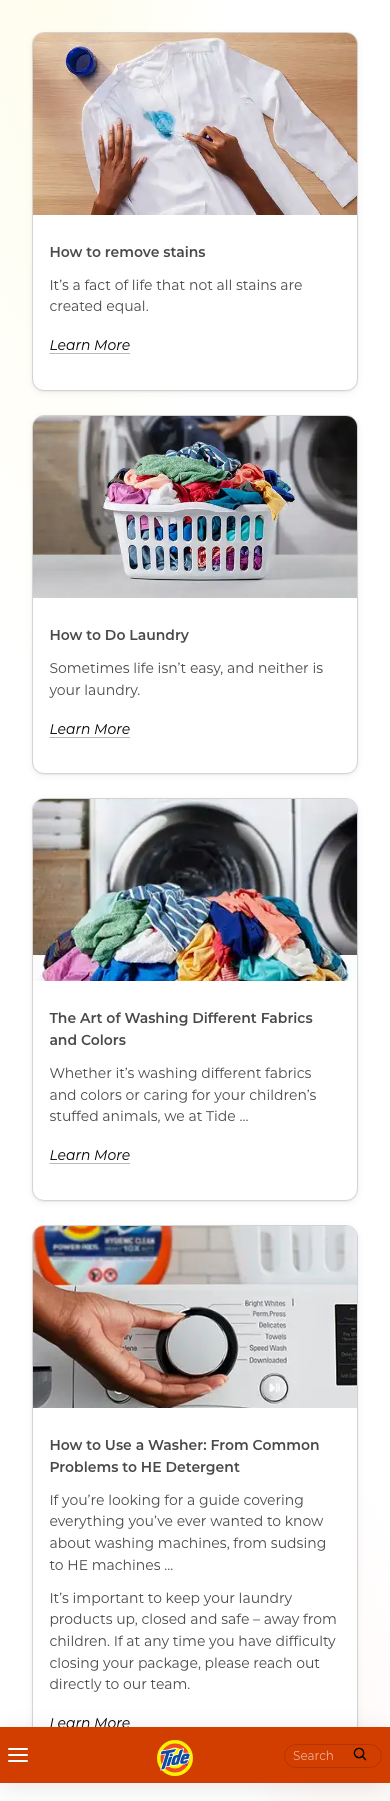 How to remove stains
It’s a fact of life that not all stains are
created equal.
Learn More
How to Do Laundry
Sometimes life isn’t easy, and neither is
your laundry.
Learn More
The Art of Washing Different Fabrics
and Colors
Whether it’s washing different fabrics
and colors or caring for your children’s
stuffed animals, we at Tide ...
Learn More
POWER PODS
HYGIENIC CLEAN
10X
Bright Whites
Perm.Press
Delicates
Towels
Speed Wash
Downloaded
How to Use a Washer: From Common
Problems to HE Detergent
If you’re looking for a guide covering
everything you’ve ever wanted to know
about washing machines, from sudsing
to HE machines ...
It’s important to keep your laundry
products up, closed and safe – away from
children. If at any time you have difficulty
closing your package, please reach out
directly to our team.
Learn More
Tide
Search